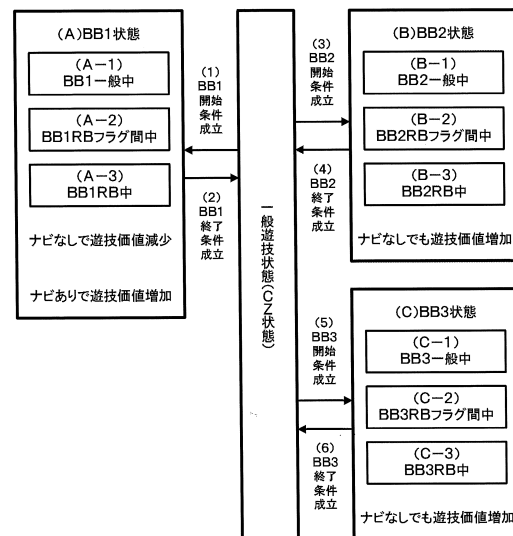 (A)BB1状態
(A－1)
BB1一般中
(A－2)
BB1RBフラグ間中
(A－3)
BB1RB中
ナビなしで遊技価値減少
ナビありで遊技価値増加
(1)
BB1
開始
条件
成立
(2)
BB1
終了
条件
成立
一般遊技状態(CZ状態)
(3)
BB2
開始
条件
成立
(4)
BB2
終了
条件
成立
(B)BB2状態
(B－1)
BB2一般中
(B－2)
BB2RBフラグ間中
(B－3)
BB2RB中
ナビなしでも遊技価値増加
(5)
BB3
開始
条件
成立
(6)
BB3
終了
条件
成立
(C)BB3状態
(C－1)
BB3一般中
(C－2)
BB3RBフラグ間中
(C－3)
BB3RB中
ナビなしでも遊技価値増加